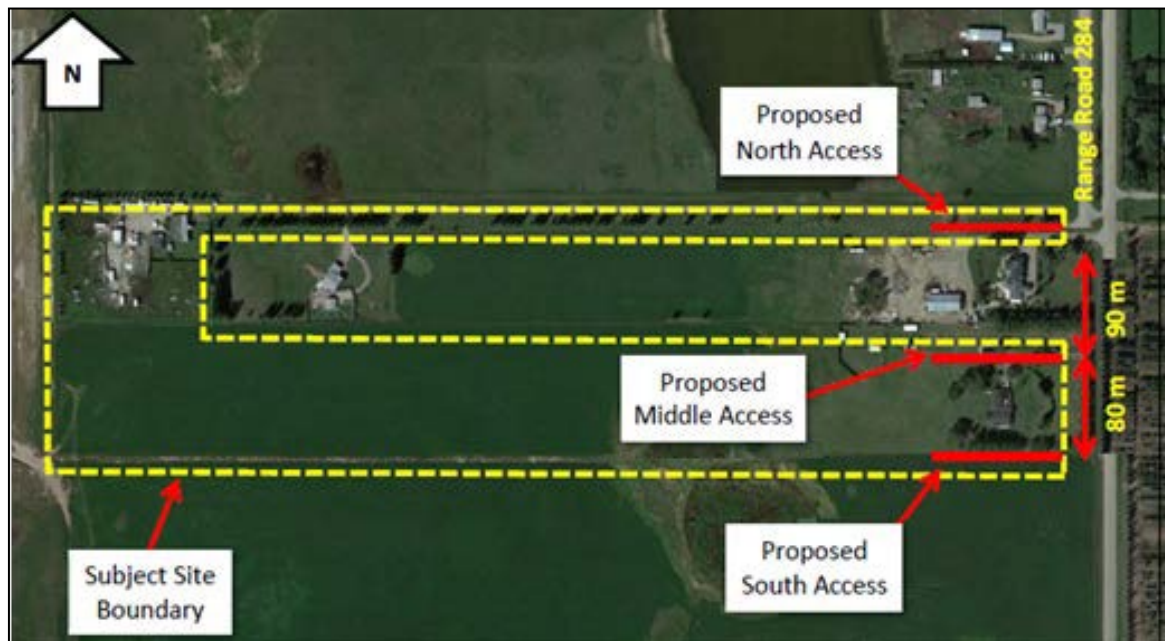 N
Range Road 284
Proposed
North Access
90 m
Proposed
Middle Access
80 m
Proposed
South Access
Subject Site
Boundary